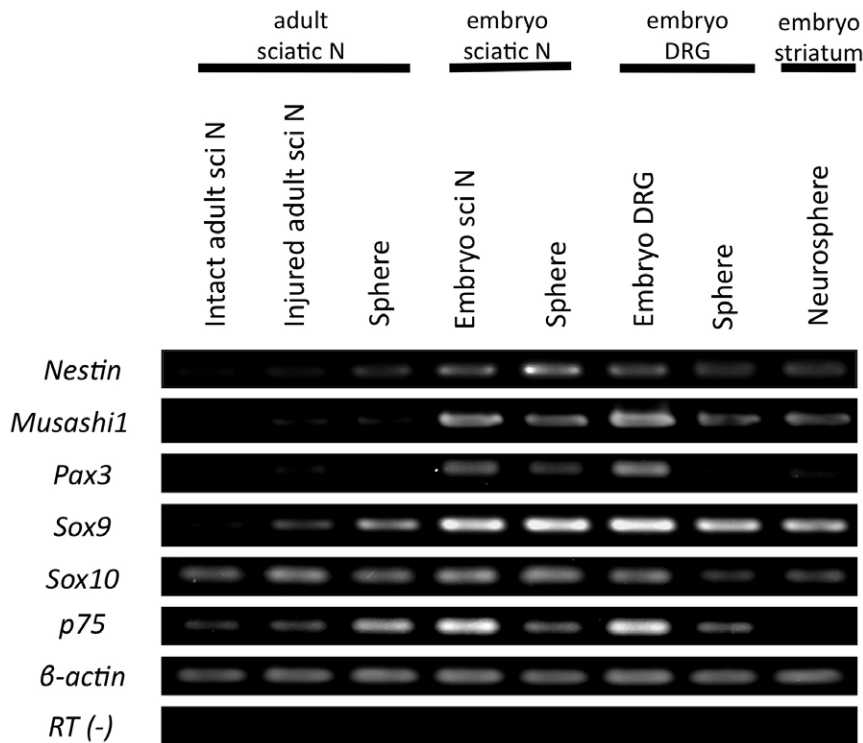 adult
sciatic N
embryo
sciatic N
embryo
DRG
embryo
striatum
Intact adult sci N
Injured adult sci N
Sphere
Embryo sci N
Sphere
Embryo DRG
Sphere
Neurosphere
Nestin
Musashi1
Pax3
Sox9
Sox10
p75
β-actin
RT (-)